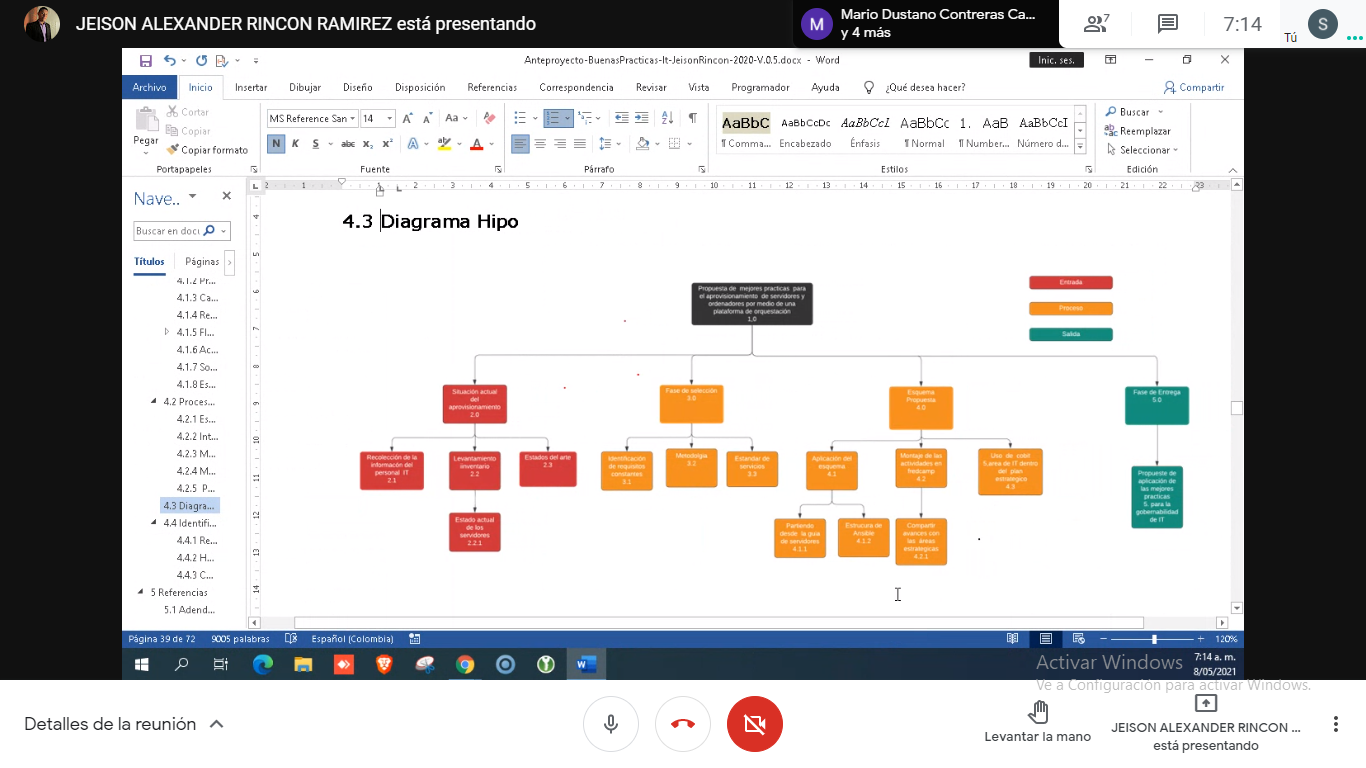 JEISON ALEXANDER RINCON RAMIREZ está presentando
M
Mario Dustano Contreras Ca...
y 4 más
7
7:14
Tú
S
Anteproyecto-BuenasPracticas-It-JeisonRincon-2020-V.0.5.docx - Word
Inic. ses.
Archivo Inicio Insertar Dibujar Diseño Disposición Referencias Correspondencia Revisar Vista Programador Ayuda ¿Qué desea hacer? Compartir
Pegar
Cortar
Copiar
Copiar formato
Portapapeles
MS Reference San 14
Fuente
Párrafo
AaBbC AaBbCcDc AaBbCcI AaBbCc 1. AaB AaBbCcI
¶ Comma... Encabezado Énfasis ¶ Normal ¶ Number... Número d...
Estilos
Buscar
Reemplazar
Seleccionar
Edición
Nave..
Buscar en docu
Títulos Páginas
4.1.2 Pr...
4.1.3 Ca...
4.1.4 Re...
4.1.5 Fl...
4.1.6 Ac...
4.1.7 So...
4.1.8 Es...
4.2 Proces...
4.2.1 Es...
4.2.2 Int...
4.2.3 M...
4.2.4 M...
4.2.5 P...
4.3 Diagra...
4.4 Identifi...
4.4.1 Re...
4.4.2 H...
4.4.3 C...
5 Referencias
5.1 Adend...
4.3 Diagrama Hipo
Propuesta de mejores practicas para
el aprovisionamiento de servidores y
ordenadores por medio de una
plataforma de orquestación
1,0
Entrada
Proceso
Salida
Situación actual
del
aprovisionamiento
2.0
Fase de selección
3.0
Esquema
Propuesta
4.0
Fase de Entrega
5.0
Recolección de la
información del
personal IT
2.1
Levantamiento
iinventario
2.2
Estados del arte
2.3
Identificación
de requisitos
constantes
3.1
Metodolgia
3.2
Estandar de
servicios
3.3
Aplicación del
esquema
4.1
Montaje de las
actividades en
fredcamp
4.2
Uso de cobit
5,area de IT dentro
del plan
estrategico
4.3
Propueste de
aplicación de
las mejores
practicas
5. para la
gobernabilidad
de IT
Estado actual
de los
servidores
2.2.1
Partiendo
desde la guia
de servidores
4.1.1
Estrucura de
Ansible
4.1.2
Compartir
avances con
las áreas
estrategicas
4.2.1
Página 39 de 72 9005 palabras Español (Colombia) 120%
7:14 a. m.
8/05/2021
Activar Windows
Ve a Configuración para activar Windows.
Detalles de la reunión
Levantar la mano
JEISON ALEXANDER RINCON ...
está presentando